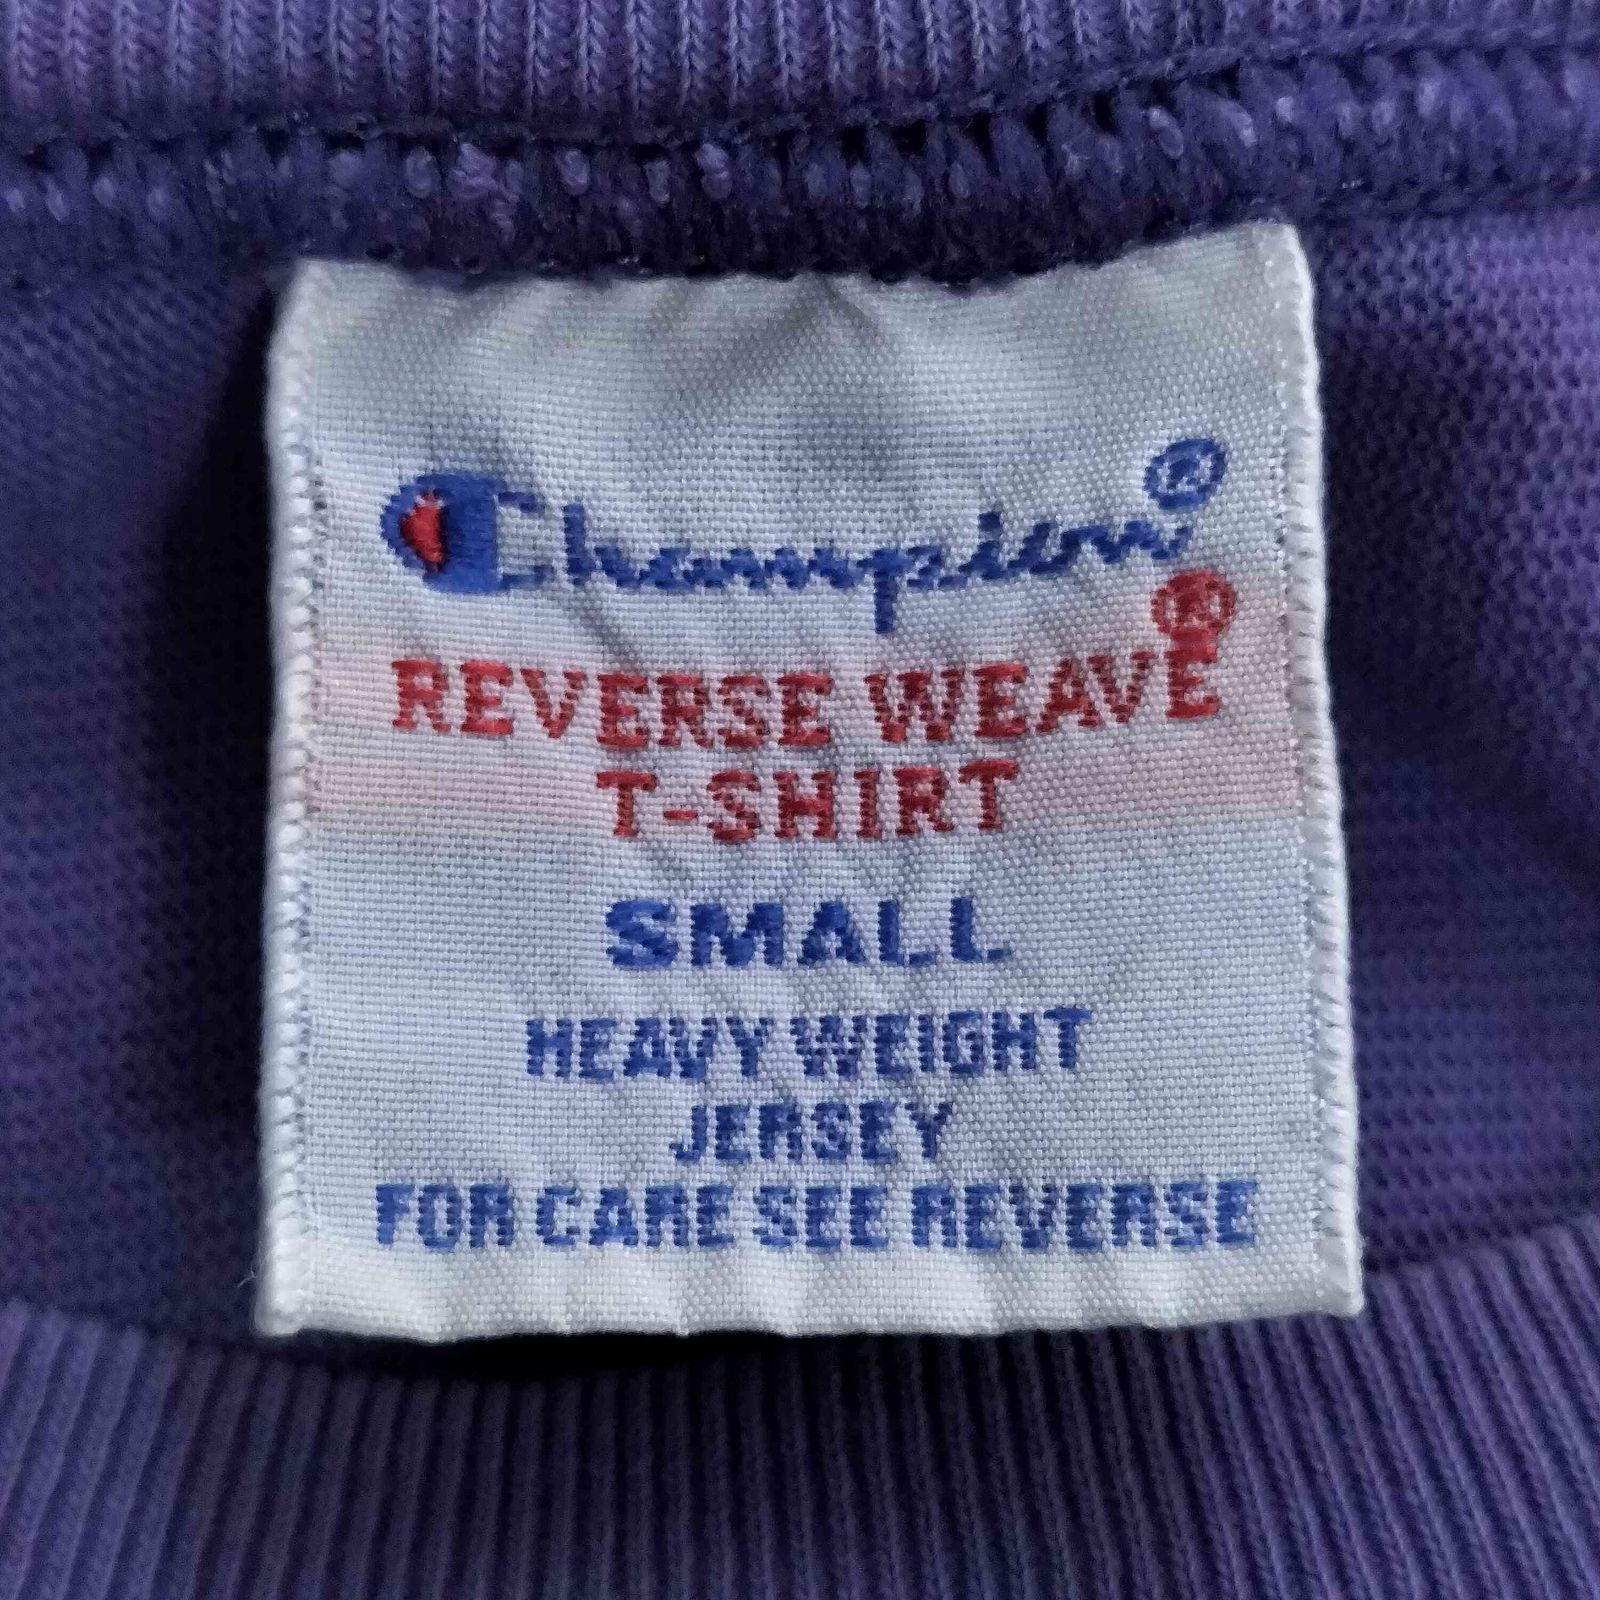 Champion®
REVERSE WEAVE®
T-SHIRT
SMALL
HEAVY WEIGHT
JERSEY
FOR CARE SEE REVERSE